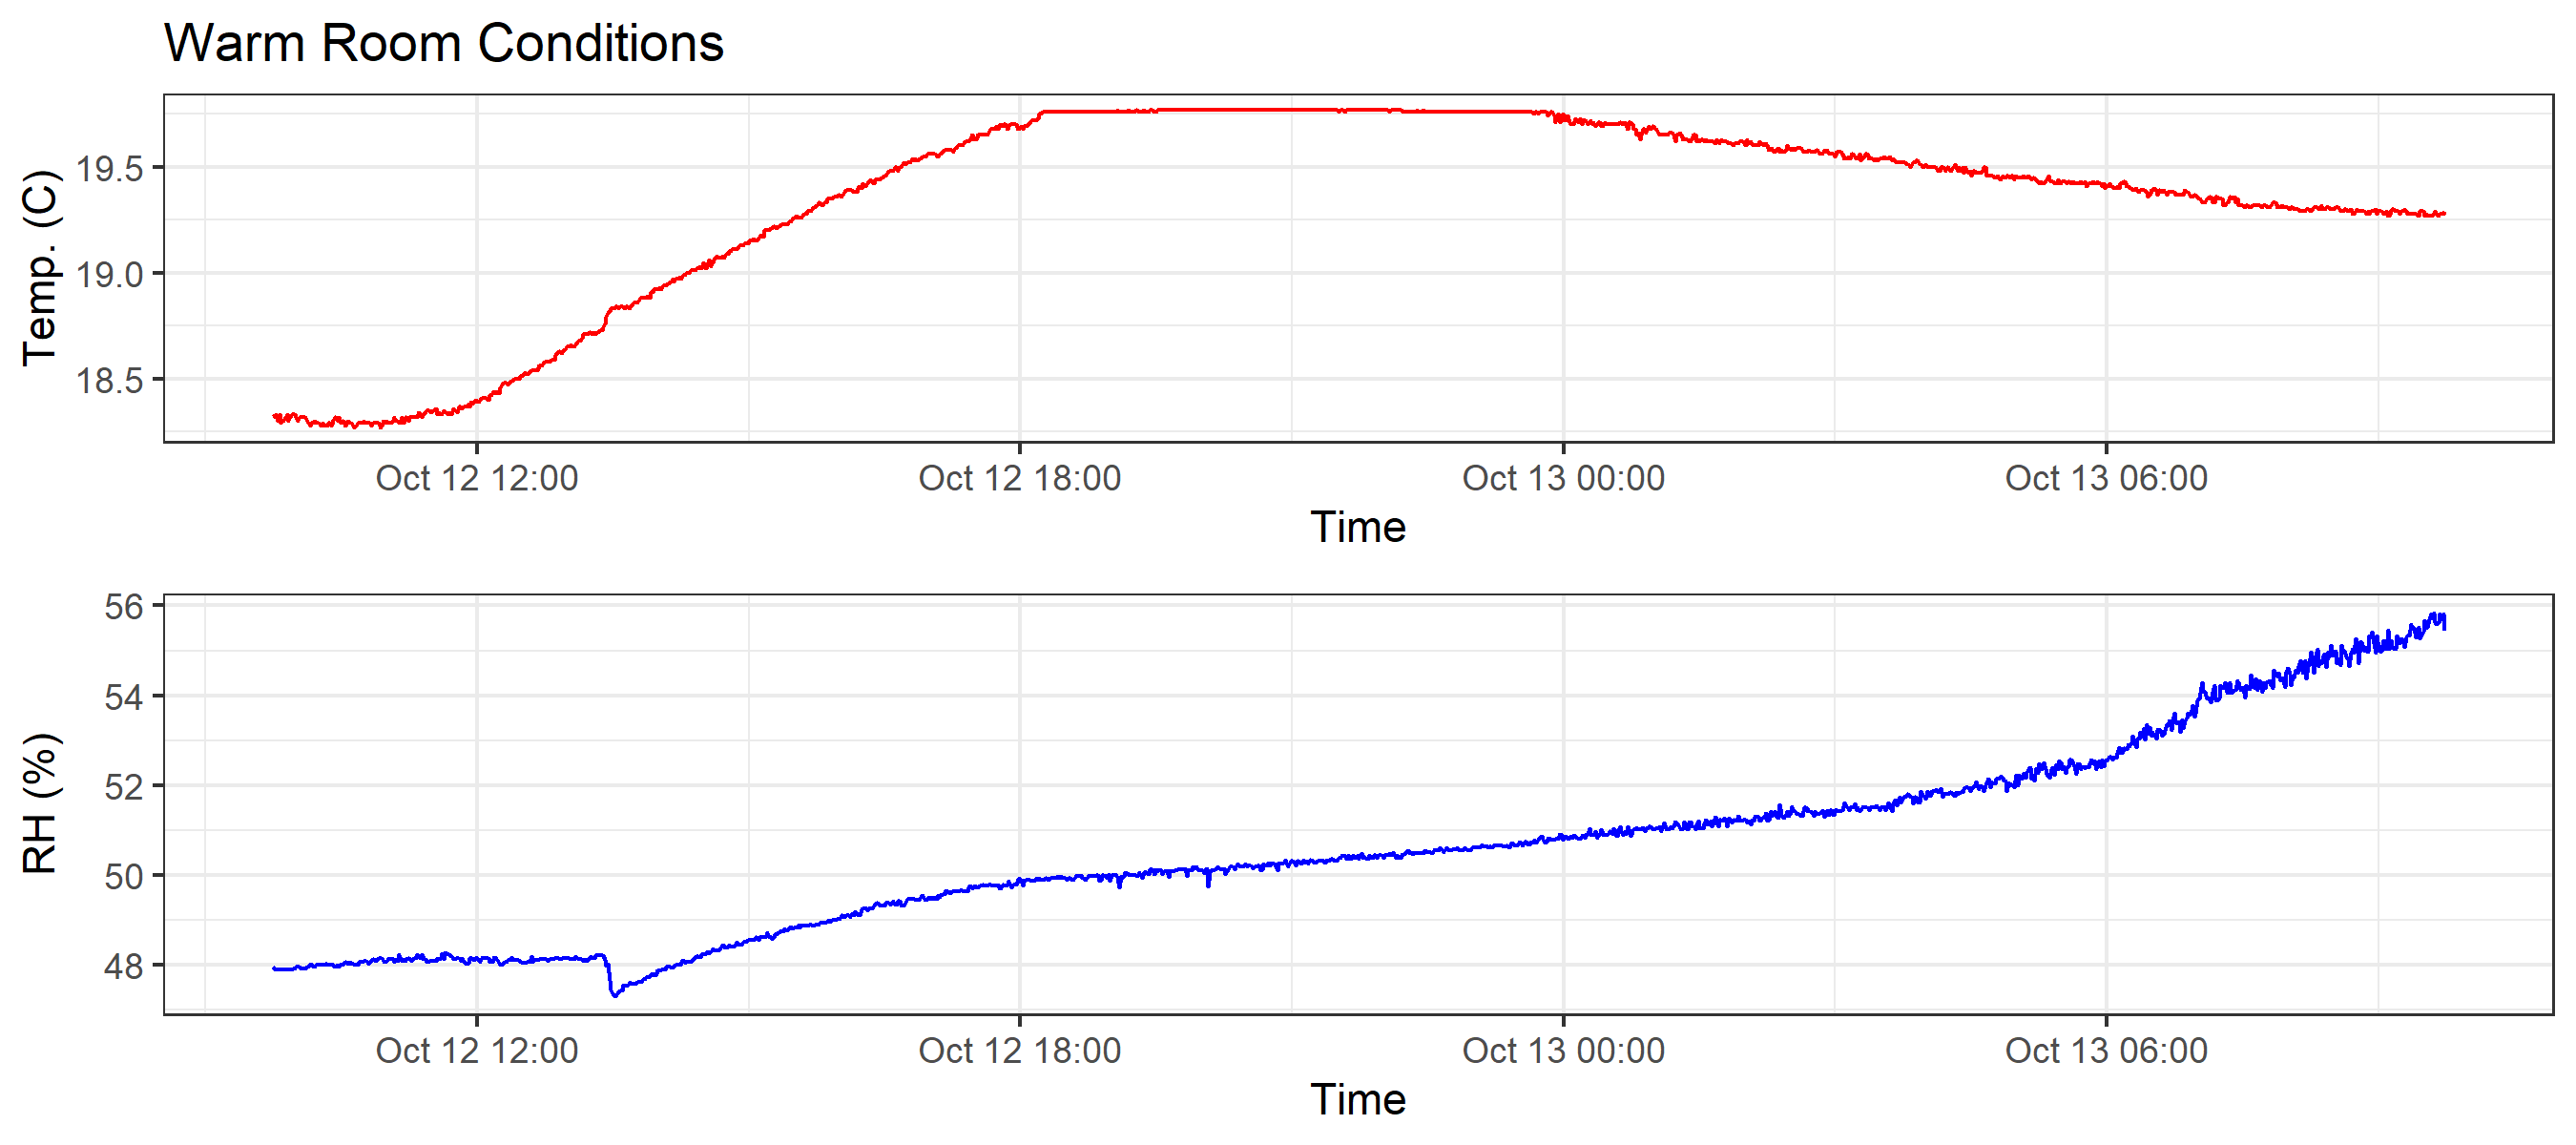 Warm Room Conditions
Temp. (C)
19.5
19.0
18.5
Oct 12 12:00 Oct 12 18:00 Oct 13 00:00 Oct 13 06:00
Time
RH (%)
56
54
52
50
48
Oct 12 12:00 Oct 12 18:00 Oct 13 00:00 Oct 13 06:00
Time